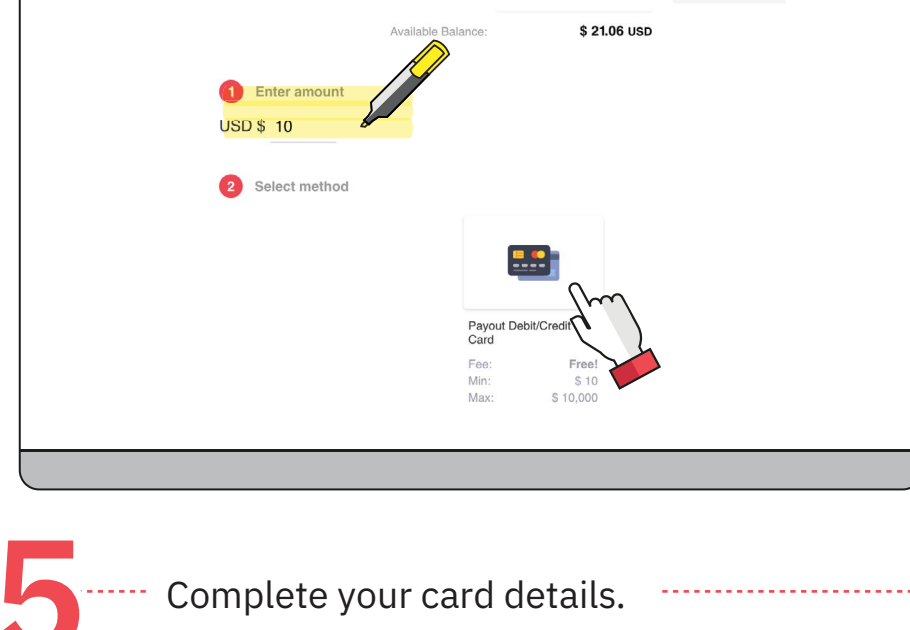 Available Balance: $ 21.06 USD
1 Enter amount
USD $ 10
2 Select method
Payout Debit/Credit
Card
Fee: Free!
Min: $ 10
Max: $ 10,000
5 Complete your card details.